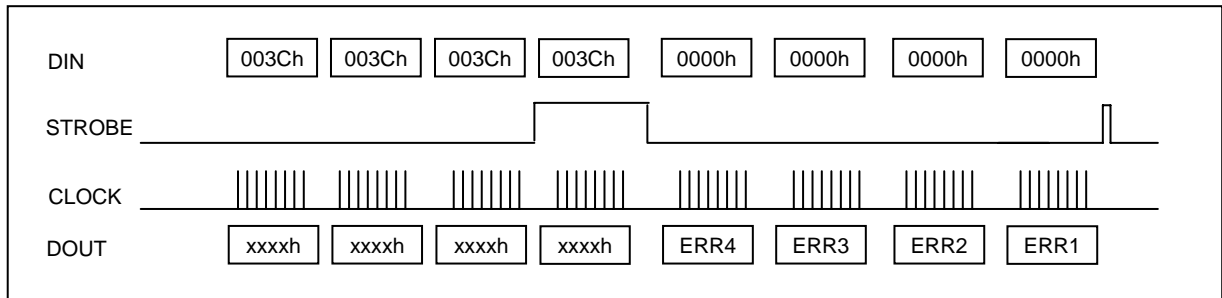 DIN 003Ch 003Ch 003Ch 003Ch 0000h 0000h 0000h 0000h
STROBE
CLOCK
DOUT xxxxh xxxxh xxxxh xxxxh ERR4 ERR3 ERR2 ERR1